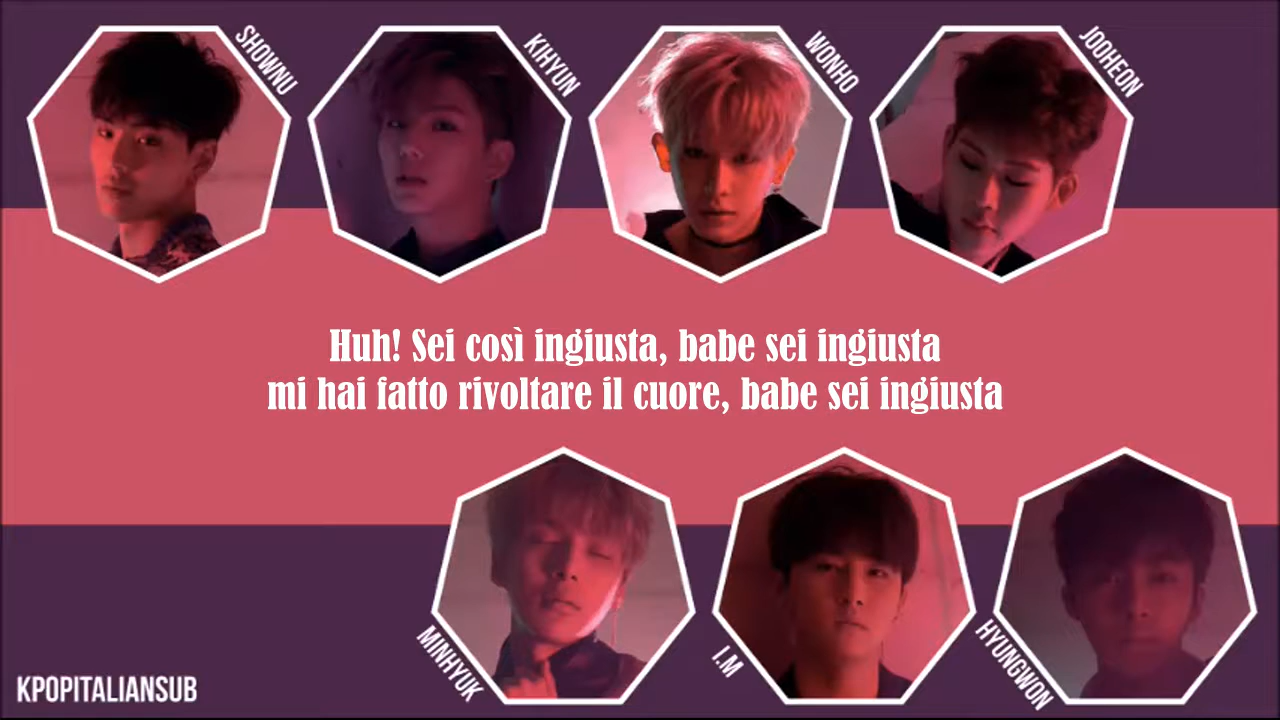 SHOWNU
KIHYUN
WONHO
JOOHEON
Huh! Sei così ingiusta, babe sei ingiusta
mi hai fatto rivoltare il cuore, babe sei ingiusta
MINHYUK
I.M
HYUNGWON
KPOPITALIANSUB